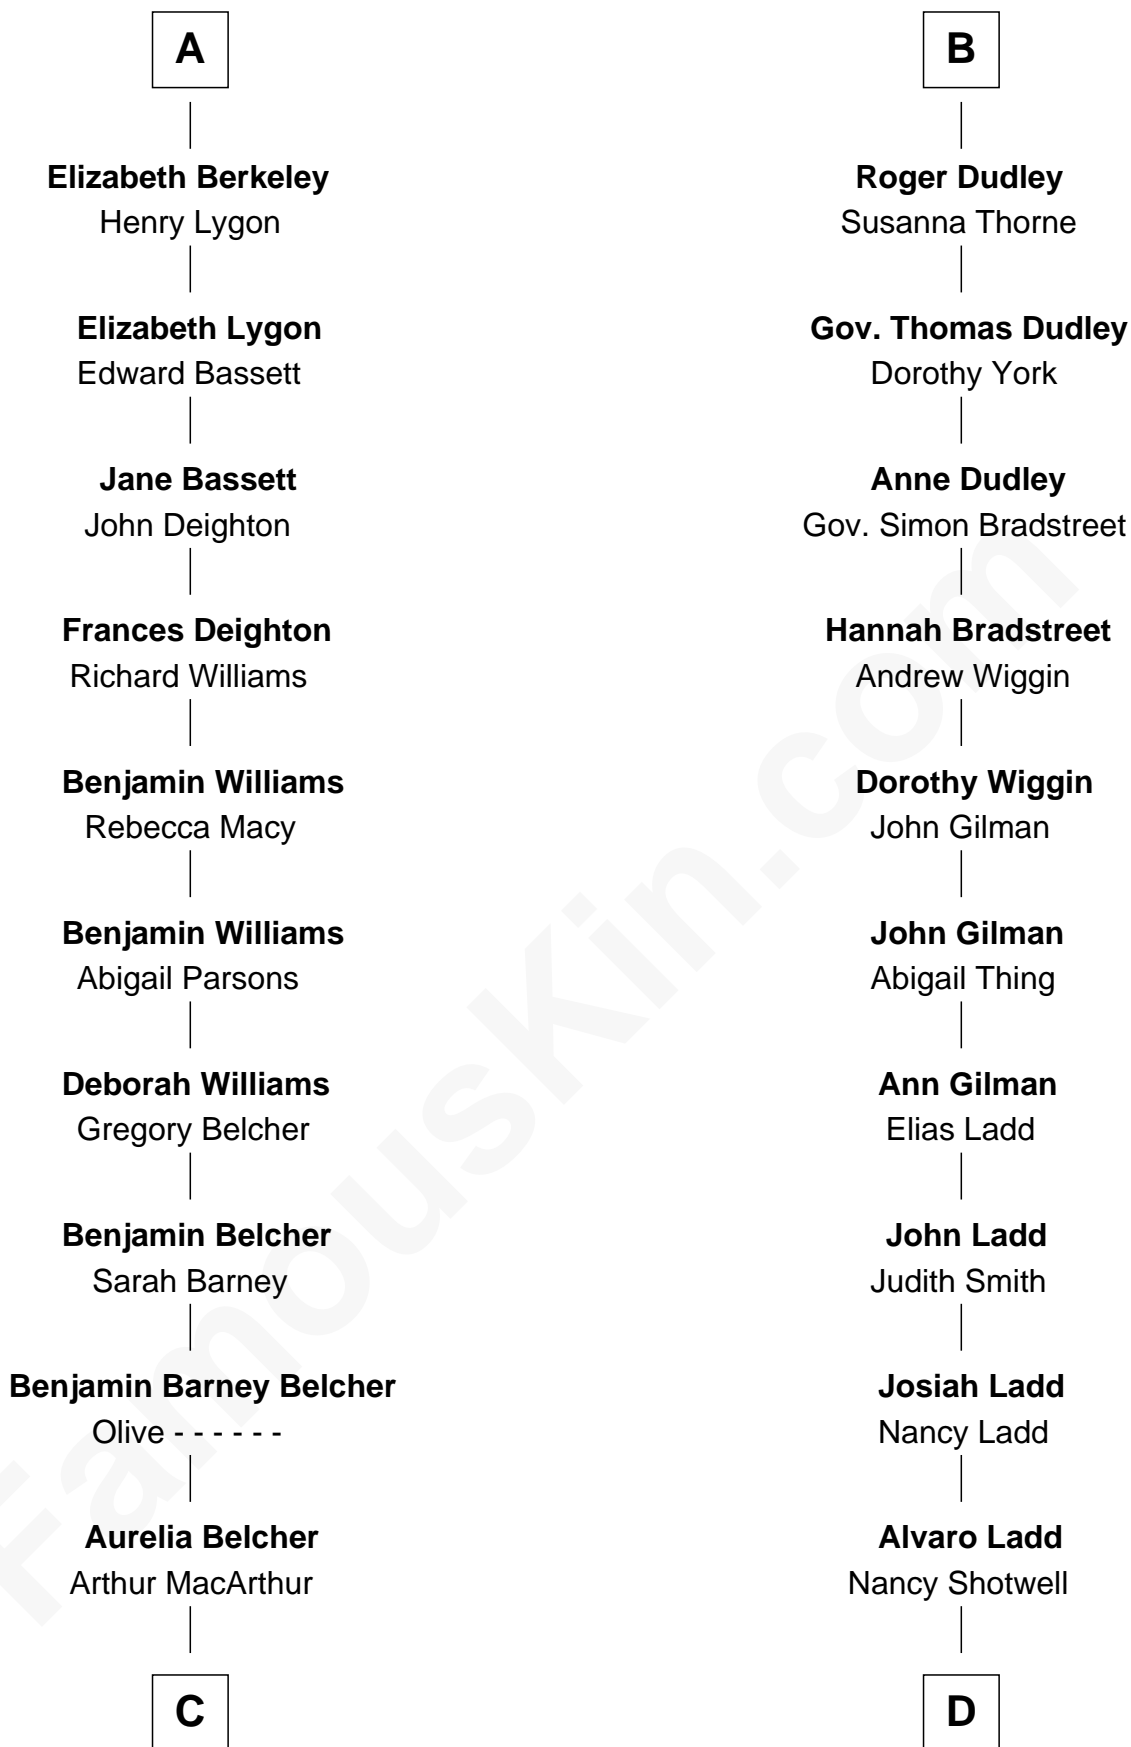 A
Elizabeth Berkeley
Henry Lygon
Elizabeth Lygon
Edward Bassett
Jane Bassett
John Deighton
Frances Deighton
Richard Williams
Benjamin Williams
Rebecca Macy
Benjamin Williams
Abigail Parsons
Deborah Williams
Gregory Belcher
Benjamin Belcher
Sarah Barney
Benjamin Barney Belcher
Olive - - - - - -
Aurelia Belcher
Arthur MacArthur
C
B
Roger Dudley
Susanna Thorne
Gov. Thomas Dudley
Dorothy York
Anne Dudley
Gov. Simon Bradstreet
Hannah Bradstreet
Andrew Wiggin
Dorothy Wiggin
John Gilman
John Gilman
Abigail Thing
Ann Gilman
Elias Ladd
John Ladd
Judith Smith
Josiah Ladd
Nancy Ladd
Alvaro Ladd
Nancy Shotwell
D
FamousKin.com